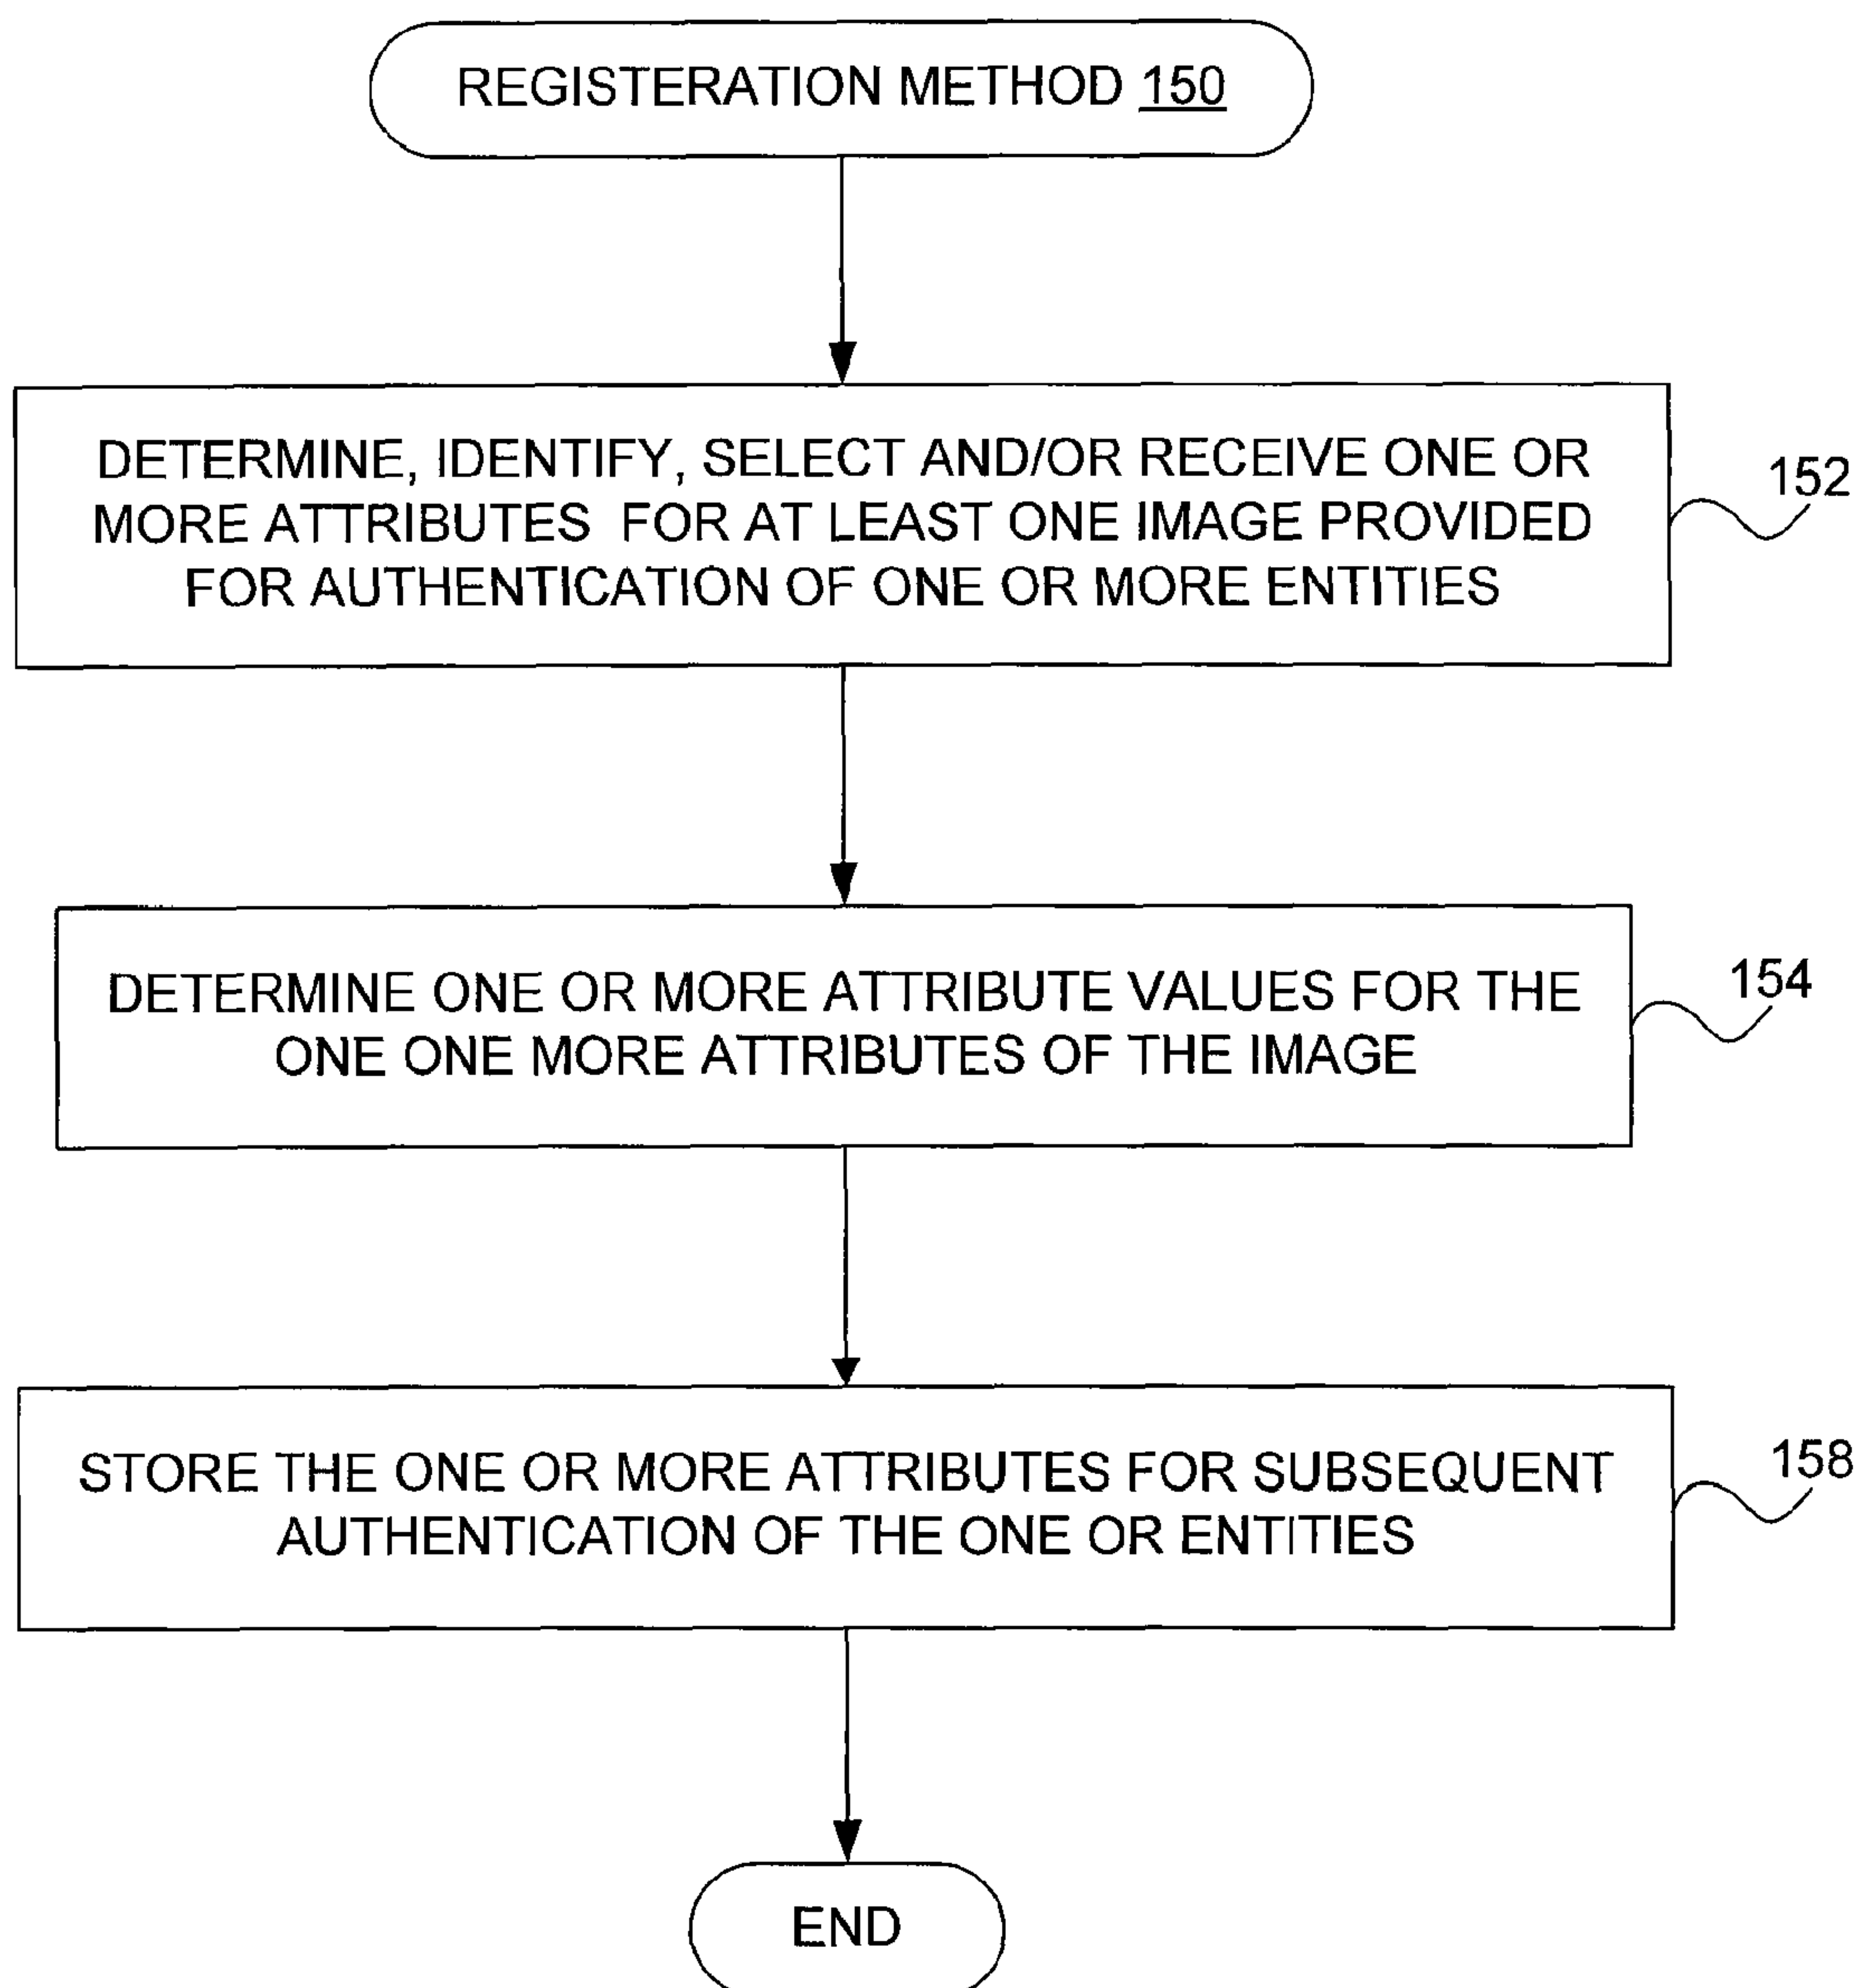 REGISTERATION METHOD 150
DETERMINE, IDENTIFY, SELECT AND/OR RECEIVE ONE OR
MORE ATTRIBUTES FOR AT LEAST ONE IMAGE PROVIDED
FOR AUTHENTICATION OF ONE OR MORE ENTITIES
152
DETERMINE ONE OR MORE ATTRIBUTE VALUES FOR THE
ONE ONE MORE ATTRIBUTES OF THE IMAGE
154
STORE THE ONE OR MORE ATTRIBUTES FOR SUBSEQUENT
AUTHENTICATION OF THE ONE OR ENTITIES
158
END